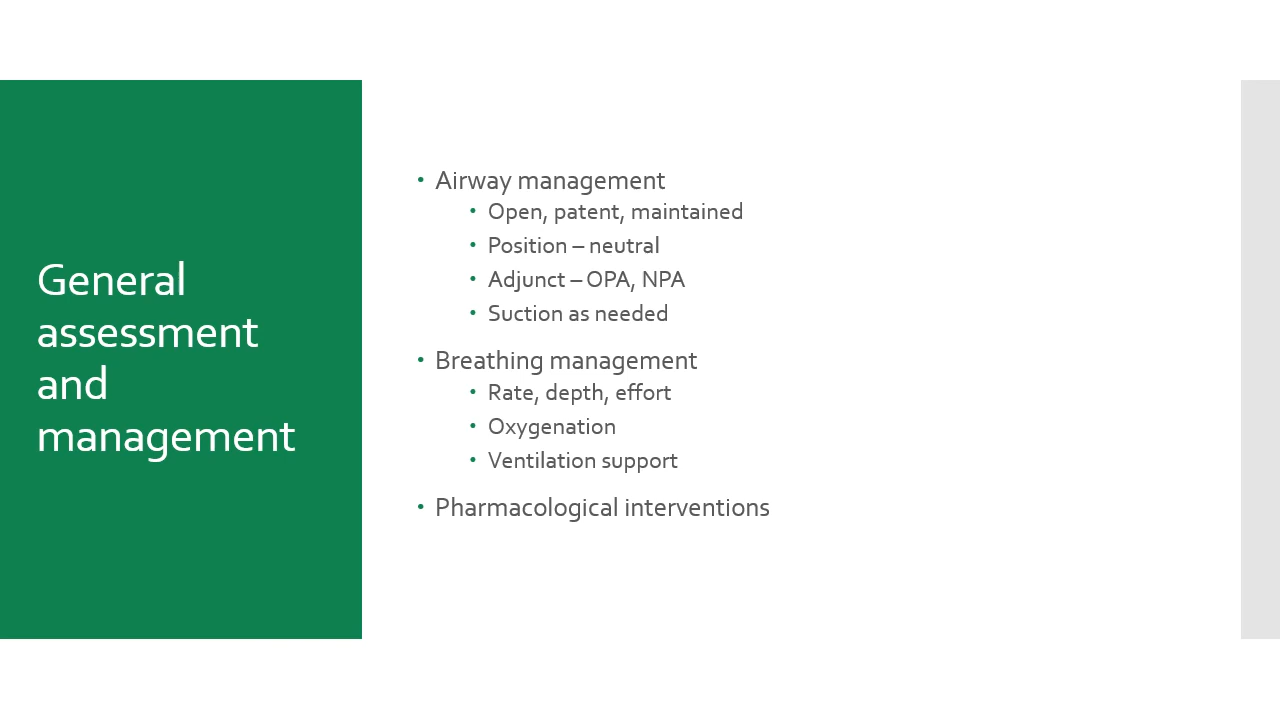 General
assessment
and
management
• Airway management
• Open, patent, maintained
• Position – neutral
• Adjunct – OPA, NPA
• Suction as needed
• Breathing management
• Rate, depth, effort
• Oxygenation
• Ventilation support
• Pharmacological interventions